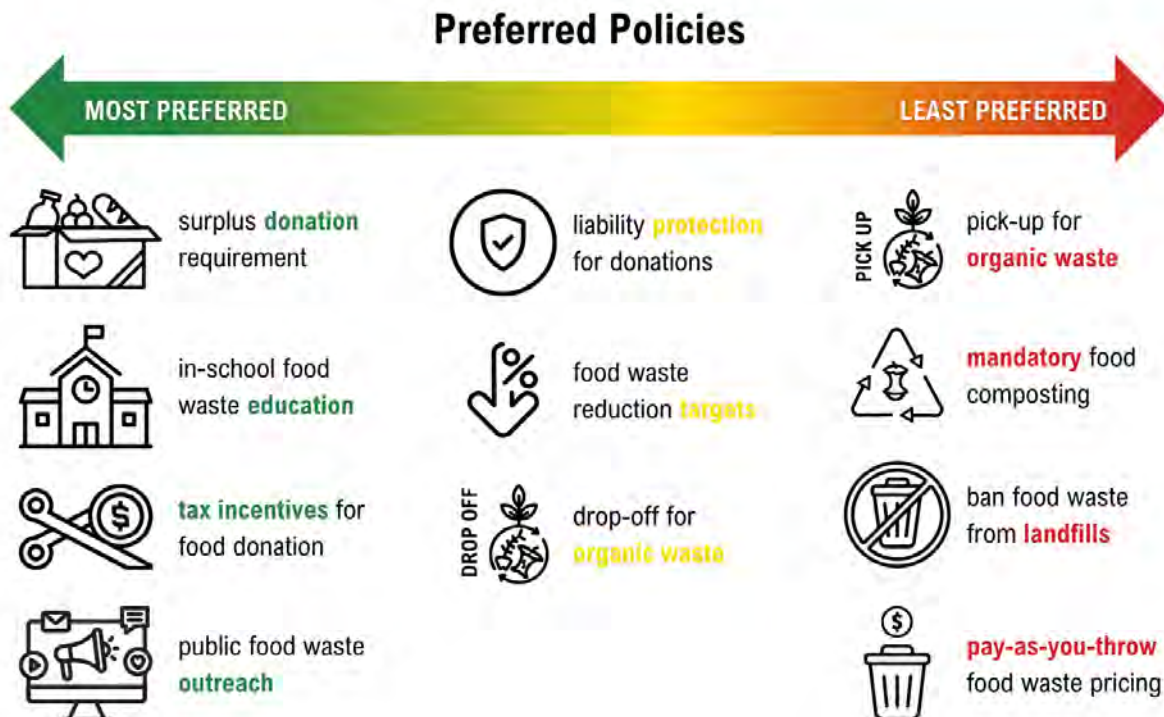 Preferred Policies
MOST PREFERRED
LEAST PREFERRED
surplus donation
requirement
in-school food
waste education
$
tax incentives for
food donation
public food waste
outreach
liability protection
for donations
%
food waste
reduction targets
DROP OFF
drop-off for
organic waste
PICK UP
pick-up for
organic waste
mandatory food
composting
ban food waste
from landfills
$
pay-as-you-throw
food waste pricing